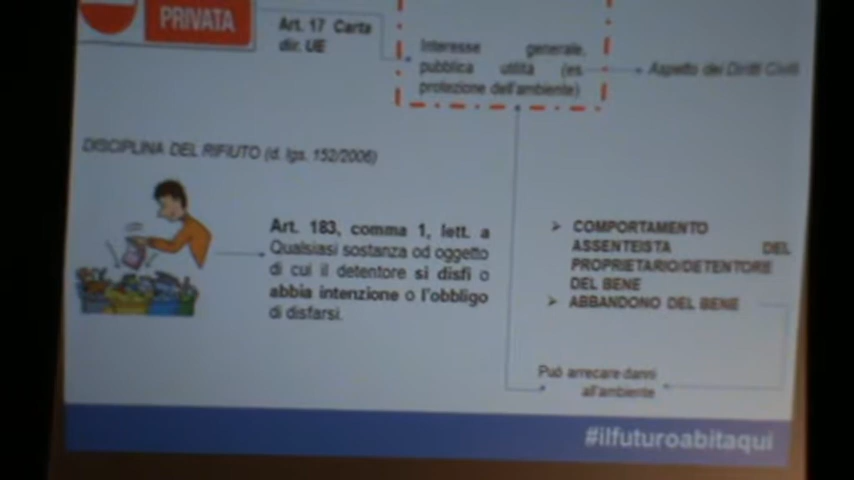 PRIVATA
Art. 17 Carta
dir. UE
Interesse generale,
pubblica utilità (es
protezione dell'ambiente)
Aspetto dei Diritti Civili
DISCIPLINA DEL RIFIUTO (d. lgs. 152/2006)
Art. 183, comma 1, lett. a
Qualsiasi sostanza od oggetto
di cui il detentore si disfi o
abbia intenzione o l'obbligo
di disfarsi.
➢ COMPORTAMENTO
ASSENTEISTA DEL
PROPRIETARIO/DETENTORE
DEL BENE
➢ ABBANDONO DEL BENE
Può arrecare danni
all'ambiente
#ilfuturoabitaqui